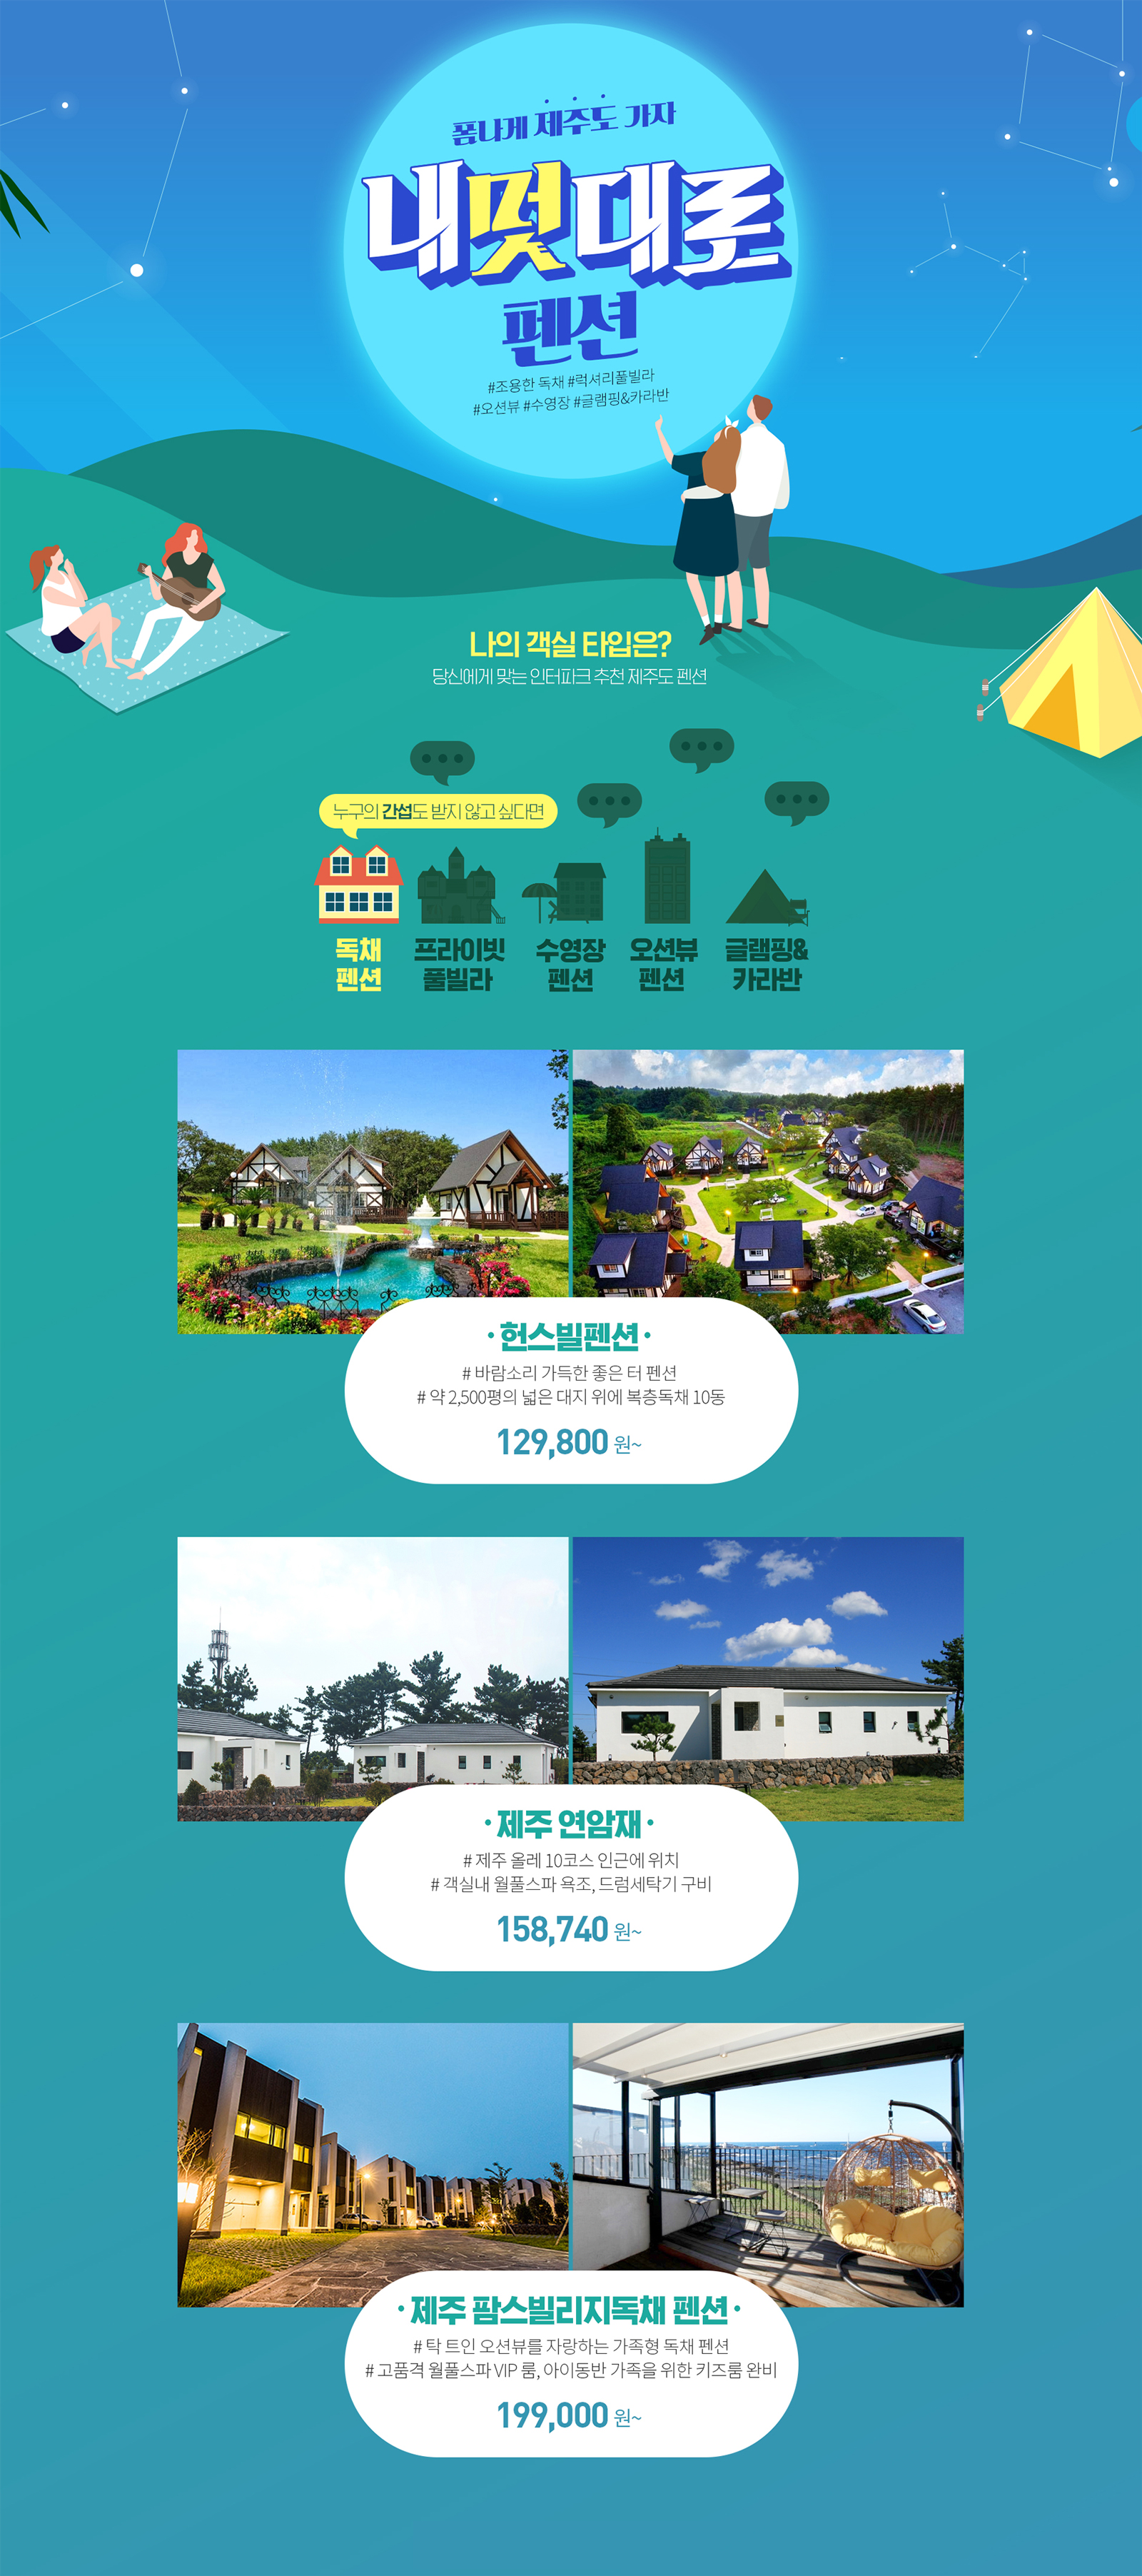 폼나게 제주도 가자
내멋대로
펜션
#조용한 독채 #럭셔리풀빌라
#오션뷰 #수영장 #글램핑&카라반
나의 객실 타입은?
당신에게 맞는 인터파크 추천 제주도 펜션
누구의 간섭도 받지 않고 싶다면
독채
펜션
프라이빗
풀빌라
수영장
펜션
오션뷰
펜션
글램핑&
카라반
·헌스빌펜션·
# 바람소리 가득한 좋은 터 펜션
# 약 2,500평의 넓은 대지 위에 복층독채 10동
129,800 원~
·제주 연암재·
# 제주 올레 10코스 인근에 위치
# 객실내 월풀스파 욕조, 드럼세탁기 구비
158,740 원~
·제주 팜스빌리지독채 펜션·
# 탁 트인 오션뷰를 자랑하는 가족형 독채 펜션
# 고품격 월풀스파 VIP 룸, 아이동반 가족을 위한 키즈룸 완비
199,000 원~